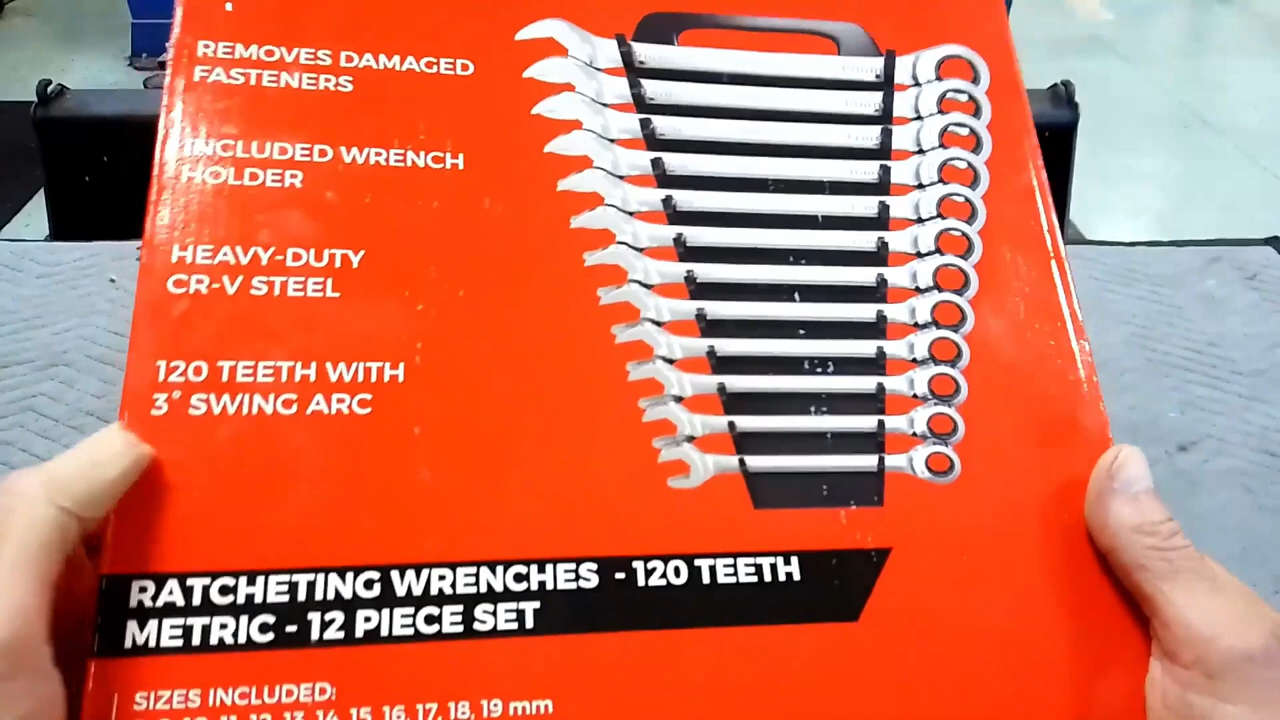 REMOVES DAMAGED
FASTENERS
INCLUDED WRENCH
HOLDER
HEAVY-DUTY
CR-V STEEL
120 TEETH WITH
3° SWING ARC
RATCHETING WRENCHES - 120 TEETH
METRIC - 12 PIECE SET
SIZES INCLUDED:
10, 11, 12, 13, 14, 15, 16, 17, 18, 19 mm